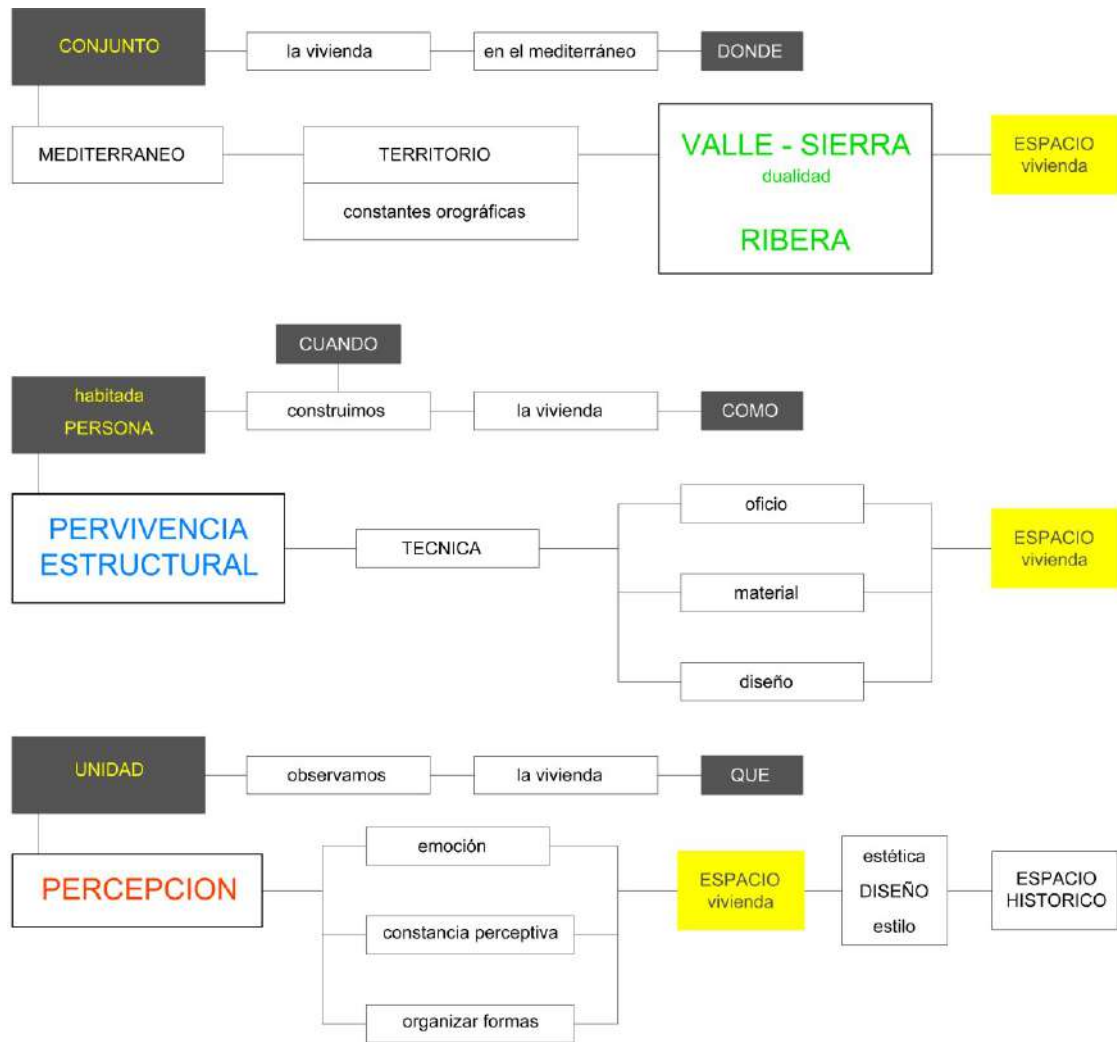 CONJUNTO
la vivienda
en el mediterráneo
DONDE
MEDITERRANEO
TERRITORIO
constantes orográficas
VALLE - SIERRA
dualidad
RIBERA
ESPACIO
vivienda
CUANDO
habitada
PERSONA
construimos
la vivienda
COMO
PERVIVENCIA
ESTRUCTURAL
TECNICA
oficio
material
diseño
ESPACIO
vivienda
UNIDAD
observamos
la vivienda
QUE
PERCEPCION
emoción
constancia perceptiva
organizar formas
ESPACIO
vivienda
estética
DISEÑO
estilo
ESPACIO
HISTORICO